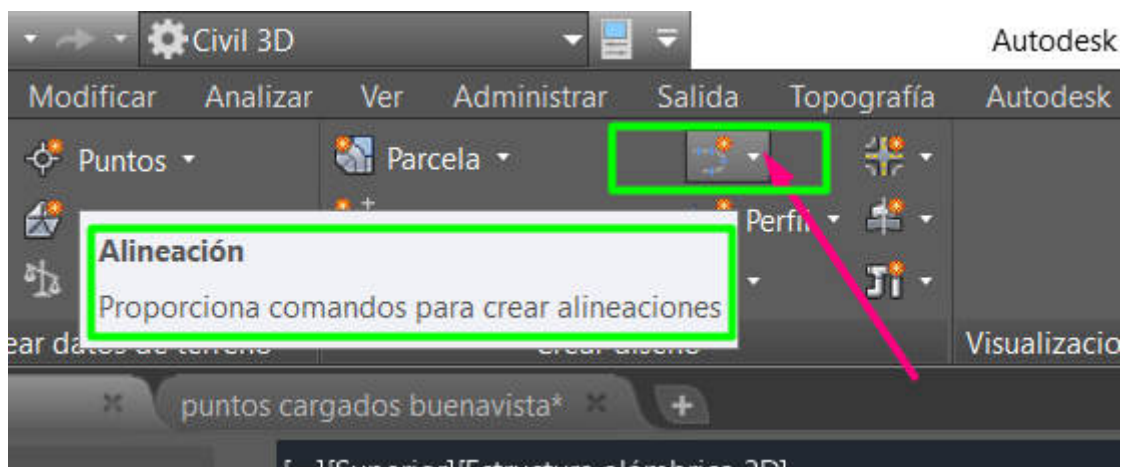 Civil 3D Autodesk
Modificar Analizar Ver Administrar Salida Topografía Autodesk
Puntos Parcela
Perfil
Alineación
Proporciona comandos para crear alineaciones
Visualizacio
puntos cargados buenavista*